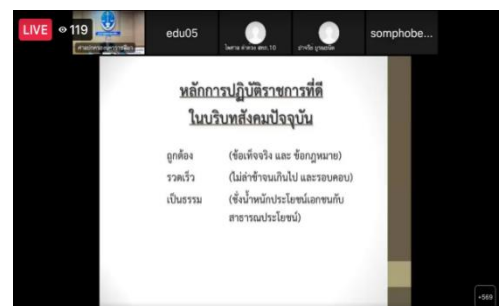 LIVE 119
edu05
somphobe...
หลักการปฏิบัติราชการที่ดี
ในบริบทสังคมปัจจุบัน
ถูกต้อง (ข้อเท็จจริง และ ข้อกฎหมาย)
รวดเร็ว (ไม่ล่าช้าจนเกินไป และรอบคอบ)
เป็นธรรม (ชั่งน้ำหนักประโยชน์เอกชนกับ
สาธารณประโยชน์)
+569